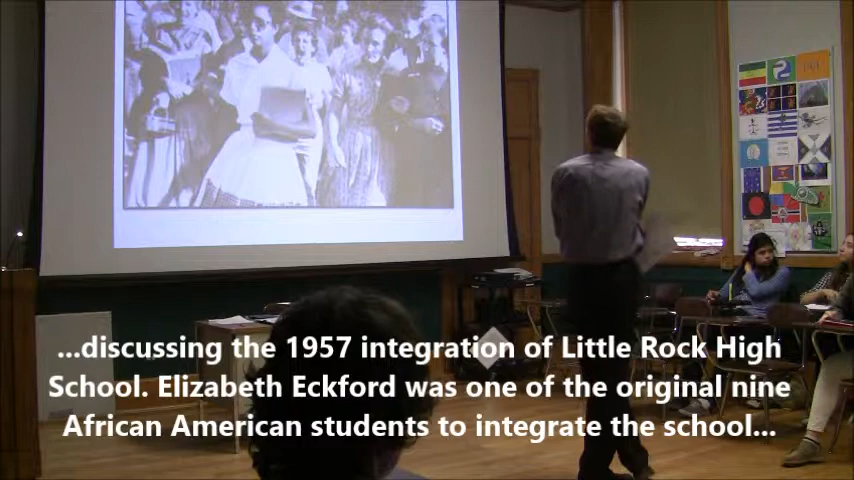 ...discussing the 1957 integration of Little Rock High
School. Elizabeth Eckford was one of the original nine
African American students to integrate the school...